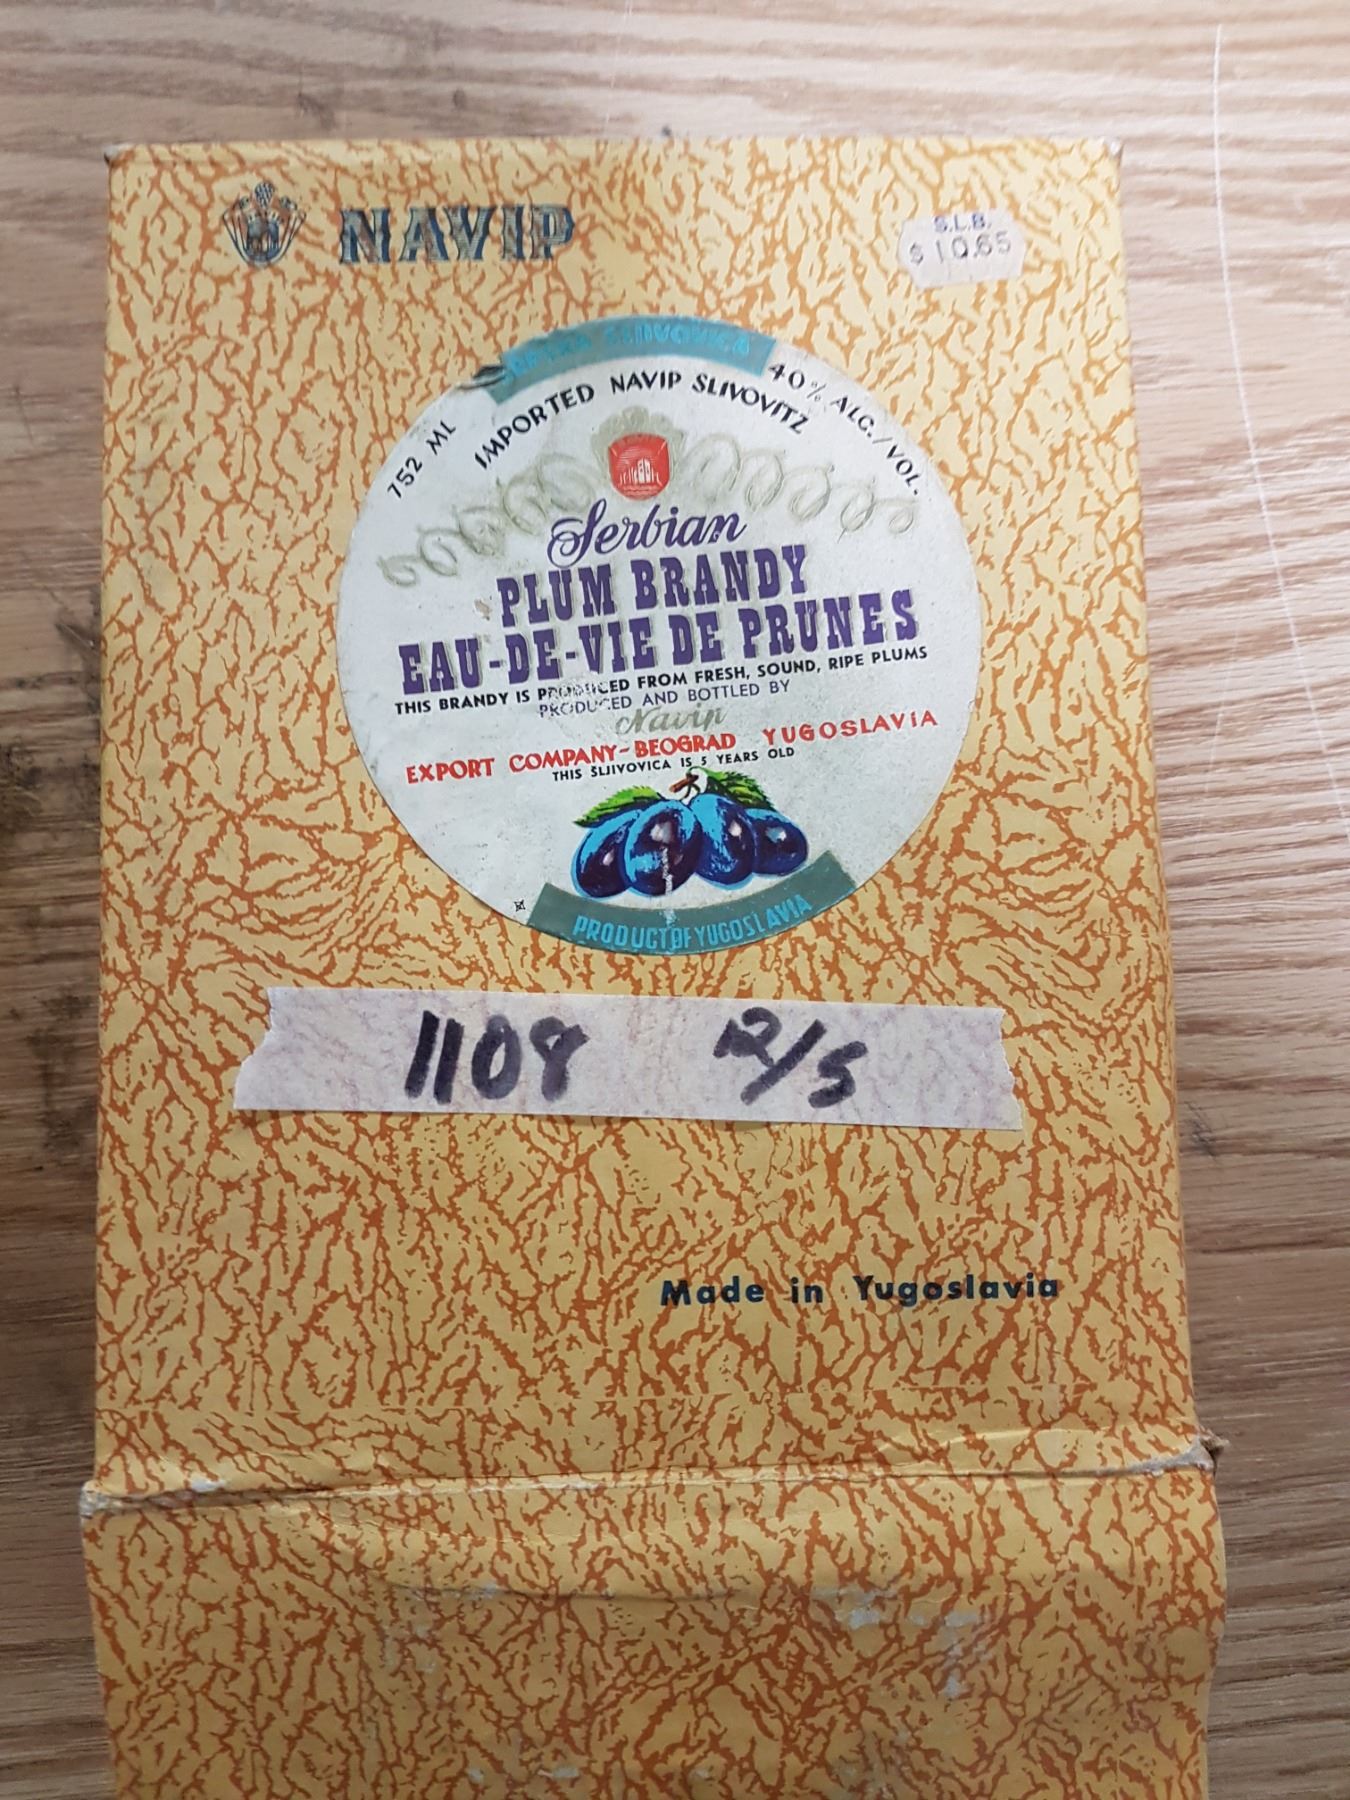 NAVIP
S.L.B.
$10.65
SLJIVOVICA
752 ML
IMPORTED NAVIP SLIVOVITZ
40% ALC./VOL.
Serbian
PLUM BRANDY
EAU-DE-VIE DE PRUNES
THIS BRANDY IS PRODUCED FROM FRESH, SOUND, RIPE PLUMS
PRODUCED AND BOTTLED BY
Navip
EXPORT COMPANY-BEOGRAD YUGOSLAVIA
THIS ŠLJIVOVICA IS 5 YEARS OLD
PRODUCT OF YUGOSLAVIA
1108 12/5
Made in Yugoslavia